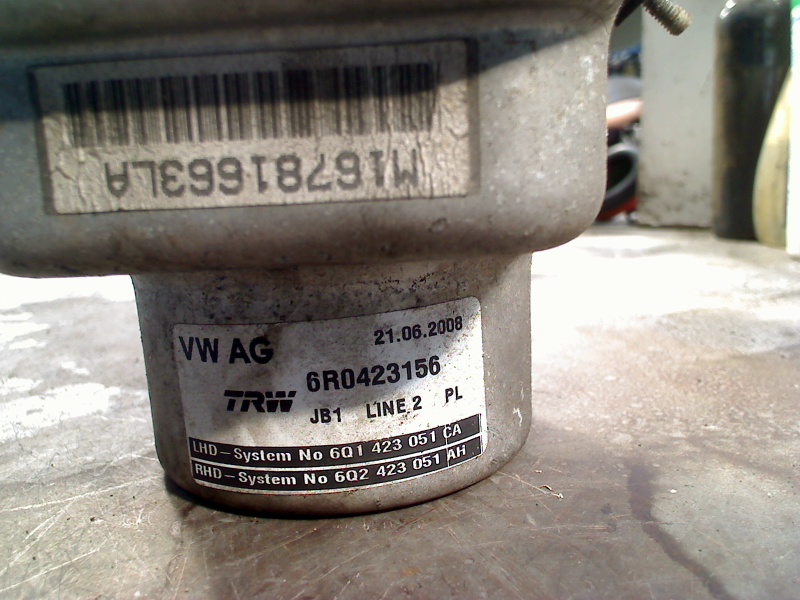 M16781663LA
VW AG 21.06.2008
6R0423156
TRW JB1 LINE 2 PL
LHD-System No 6Q1 423 051 CA
RHD-System No 6Q2 423 051 AH